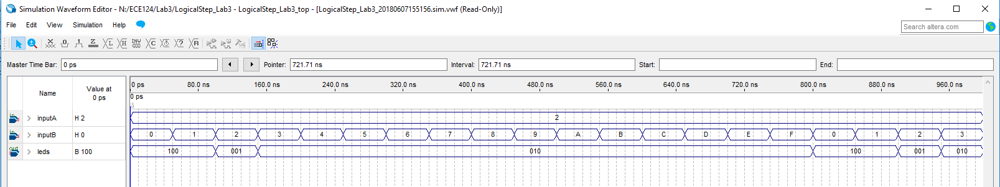 Simulation Waveform Editor - N:/ECE124/Lab3/LogicalStep_Lab3 - LogicalStep_Lab3_top - [LogicalStep_Lab3_20180607155156.sim.vwf (Read-Only)]
File Edit View Simulation Help Search altera.com
Master Time Bar: 0 ps Pointer: 721.71 ns Interval: 721.71 ns Start: End:
Name Value at 0 ps 80.0 ns 160.0 ns 240.0 ns 320.0 ns 400.0 ns 480.0 ns 560.0 ns 640.0 ns 720.0 ns 800.0 ns 880.0 ns 960.0 ns
0 ps 0 ps
inputA H 2 2
inputB H 0 0 1 2 3 4 5 6 7 8 9 A B C D E F 0 1 2 3
leds B 100 100 001 010 100 001 010